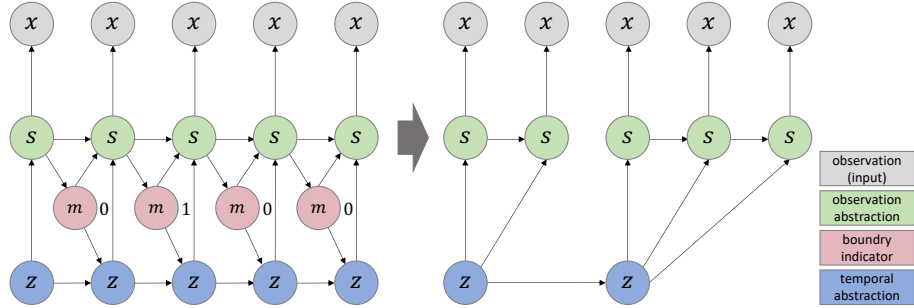 x x x x x x x x x x
s s s s s s s s s s
m 0 m 1 m 0 m 0
z z z z z z z
observation
(input)
observation
abstraction
boundry
indicator
temporal
abstraction